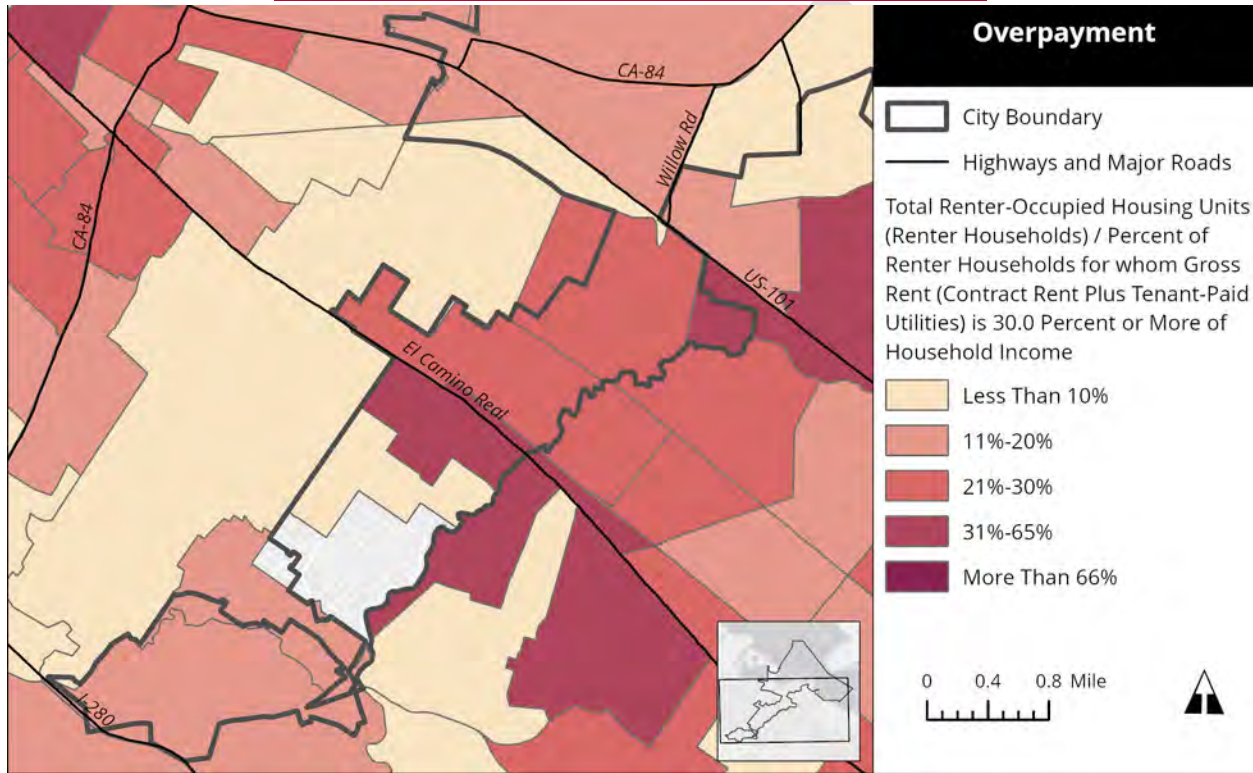 Overpayment
City Boundary
Highways and Major Roads
Total Renter-Occupied Housing Units
(Renter Households) / Percent of
Renter Households for whom Gross
Rent (Contract Rent Plus Tenant-Paid
Utilities) is 30.0 Percent or More of
Household Income
Less Than 10%
11%-20%
21%-30%
31%-65%
More Than 66%
0 0.4 0.8 Mile
CA-84
Willow Rd
CA-84
US-101
El Camino Real
I-280